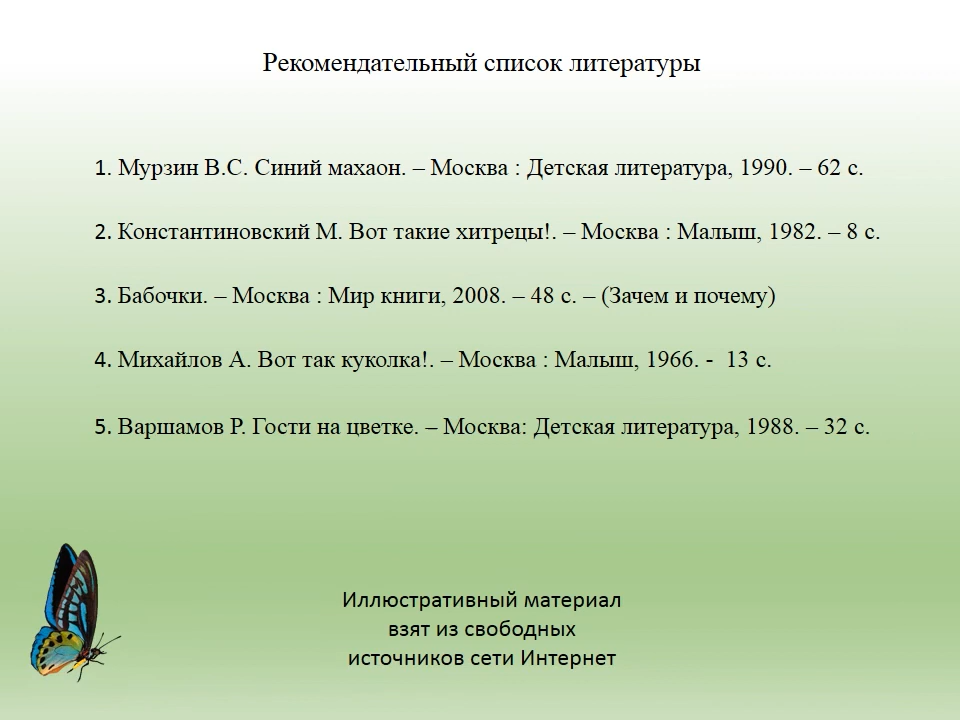 Рекомендательный список литературы
1. Мурзин В.С. Синий махаон. – Москва : Детская литература, 1990. – 62 с.
2. Константиновский М. Вот такие хитрецы!. – Москва : Малыш, 1982. – 8 с.
3. Бабочки. – Москва : Мир книги, 2008. – 48 с. – (Зачем и почему)
4. Михайлов А. Вот так куколка!. – Москва : Малыш, 1966. - 13 с.
5. Варшамов Р. Гости на цветке. – Москва: Детская литература, 1988. – 32 с.
Иллюстративный материал
взят из свободных
источников сети Интернет